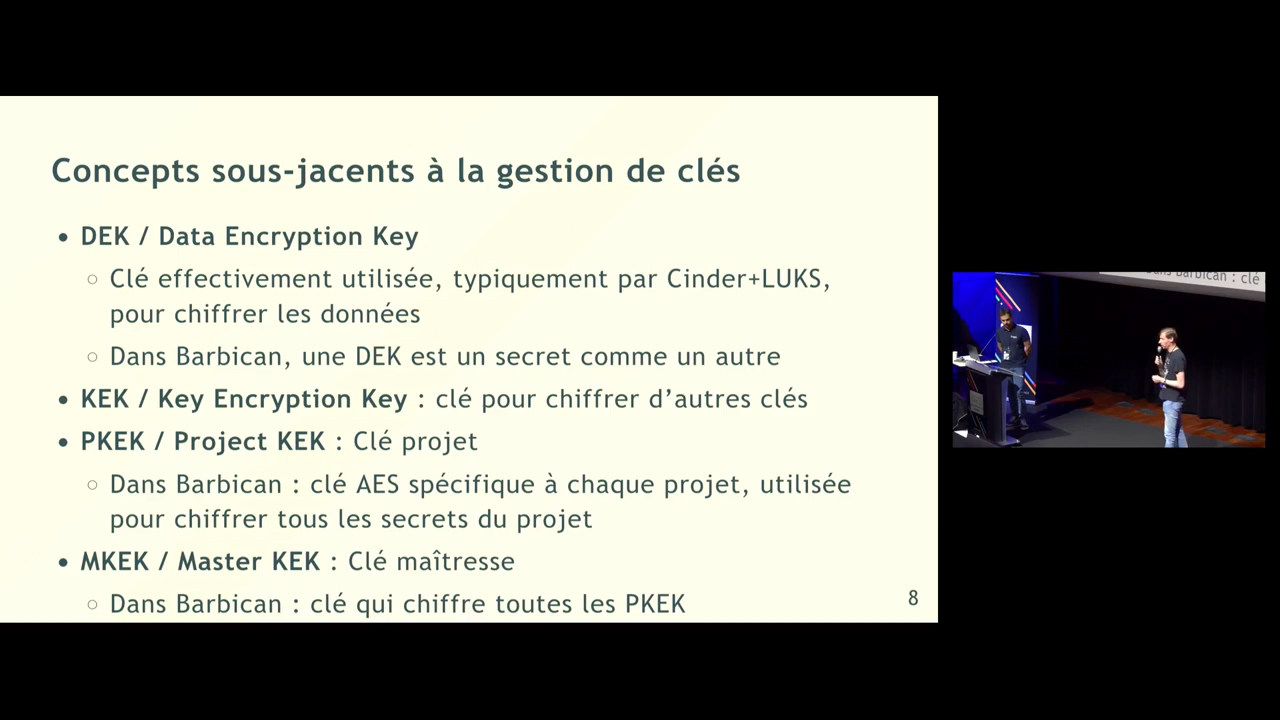 Concepts sous-jacents à la gestion de clés
• DEK / Data Encryption Key
○ Clé effectivement utilisée, typiquement par Cinder+LUKS,
pour chiffrer les données
○ Dans Barbican, une DEK est un secret comme un autre
• KEK / Key Encryption Key : clé pour chiffrer d’autres clés
• PKEK / Project KEK : Clé projet
○ Dans Barbican : clé AES spécifique à chaque projet, utilisée
pour chiffrer tous les secrets du projet
• MKEK / Master KEK : Clé maîtresse
○ Dans Barbican : clé qui chiffre toutes les PKEK
8
Dans Barbican : clé